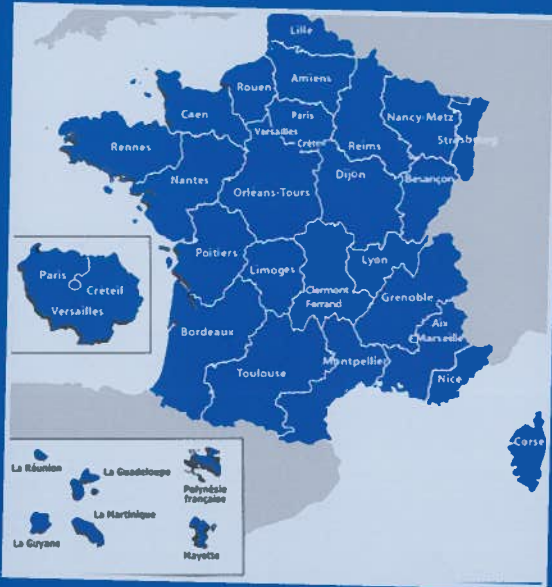 Lille
Amiens
Rouen
Caen
Paris
Versailles
Créteil
Nancy-Metz
Strasbourg
Reims
Rennes
Nantes
Orléans-Tours
Dijon
Besançon
Poitiers
Limoges
Clermont
Ferrand
Lyon
Grenoble
Bordeaux
Aix
Marseille
Toulouse
Montpellier
Nice
Corse
Paris
Créteil
Versailles
La Réunion
La Guadeloupe
Polynésie
française
La Martinique
La Guyane
Mayotte